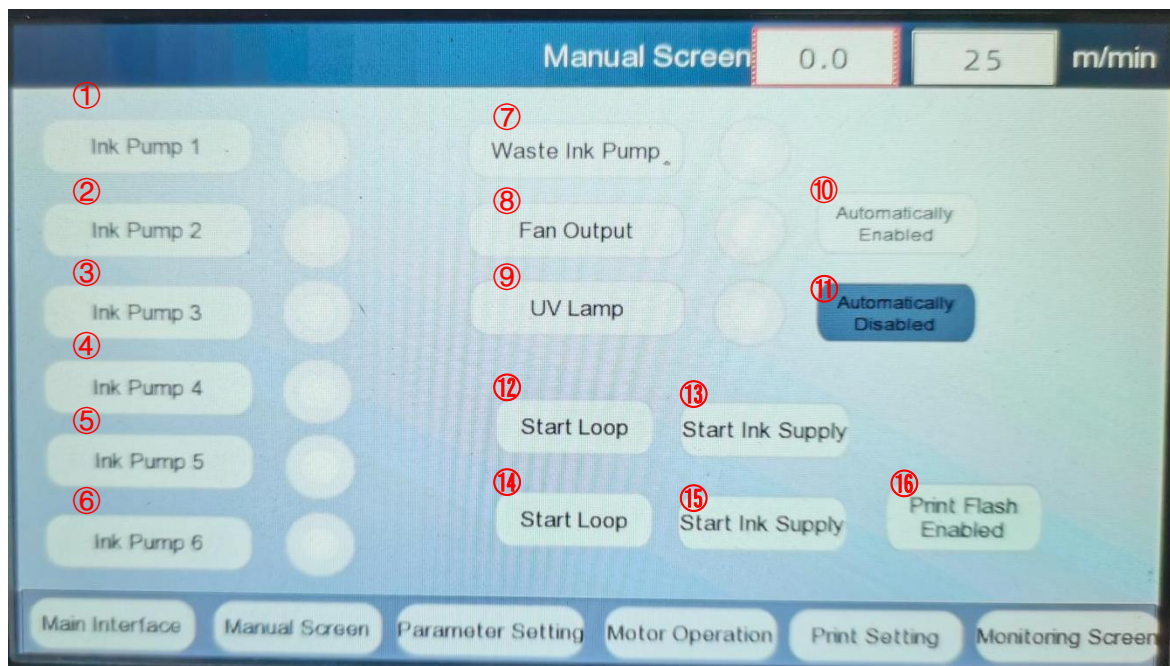 Manual Screen 0.0 25 m/min
①
Ink Pump 1
②
Ink Pump 2
③
Ink Pump 3
④
Ink Pump 4
⑤
Ink Pump 5
⑥
Ink Pump 6
⑦
Waste Ink Pump
⑧
Fan Output
⑨
UV Lamp
⑩
Automatically
Enabled
⑪
Automatically
Disabled
⑫
Start Loop
⑬
Start Ink Supply
⑭
Start Loop
⑮
Start Ink Supply
⑯
Print Flash
Enabled
Main Interface Manual Screen Parameter Setting Motor Operation Print Setting Monitoring Screen